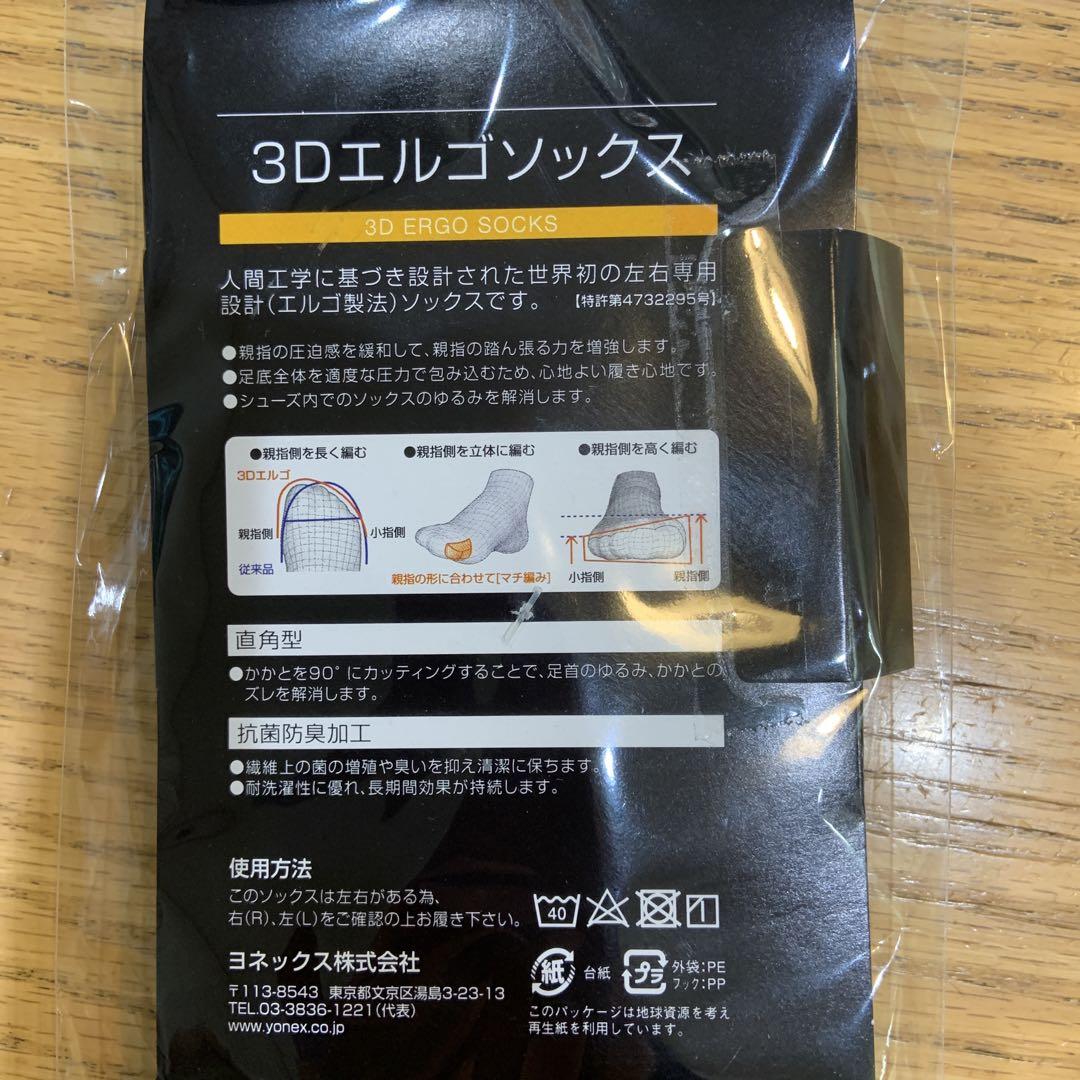 3Dエルゴソックス
3D ERGO SOCKS
人間工学に基づき設計された世界初の左右専用
設計(エルゴ製法)ソックスです。【特許第4732295号】
●親指の圧迫感を緩和して、親指の踏ん張る力を増強します。
●足底全体を適度な圧力で包み込むため、心地よい履き心地です。
●シューズ内でのソックスのゆるみを解消します。
●親指側を長く編む
●親指側を立体に編む
●親指側を高く編む
3Dエルゴ
親指側
小指側
従来品
親指の形に合わせて[マチ編み]
小指側
親指側
直角型
●かかとを90°にカッティングすることで、足首のゆるみ、かかとの
ズレを解消します。
抗菌防臭加工
●繊維上の菌の増殖や臭いを抑え清潔に保ちます。
●耐洗濯性に優れ、長期間効果が持続します。
使用方法
このソックスは左右がある為、
右(R)、左(L)をご確認の上お履き下さい。
40
ヨネックス株式会社
〒113-8543 東京都文京区湯島3-23-13
TEL.03-3836-1221(代表)
www.yonex.co.jp
紙 台紙
プラ 外袋:PE
フック:PP
このパッケージは地球資源を考え
再生紙を利用しています。